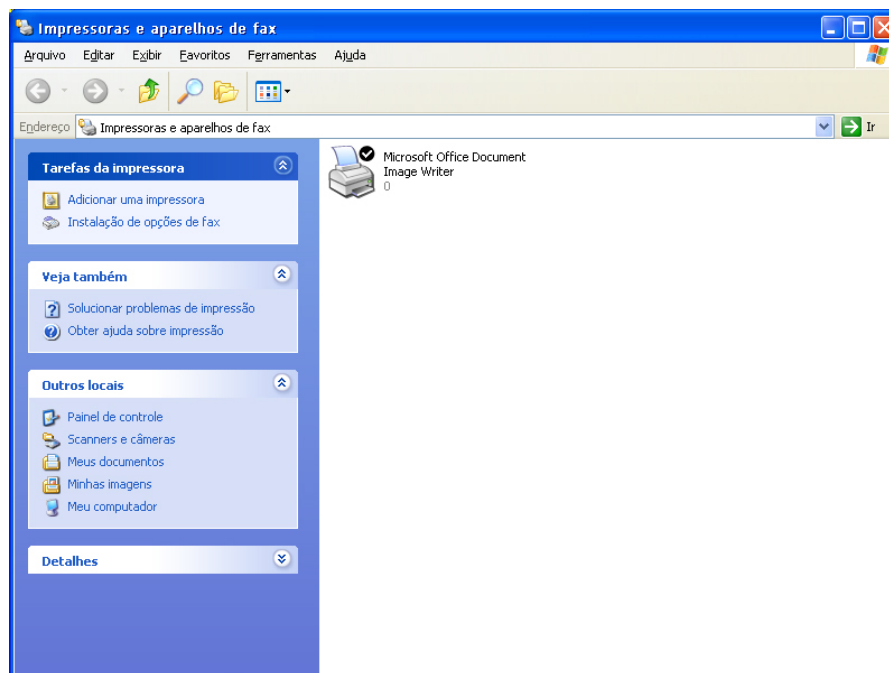 Impressoras e aparelhos de fax
Arquivo Editar Exibir Favoritos Ferramentas Ajuda
Endereço Impressoras e aparelhos de fax Ir
Tarefas da impressora
Adicionar uma impressora
Instalação de opções de fax
Veja também
Solucionar problemas de impressão
Obter ajuda sobre impressão
Outros locais
Painel de controle
Scanners e câmeras
Meus documentos
Minhas imagens
Meu computador
Detalhes
Microsoft Office Document
Image Writer
0